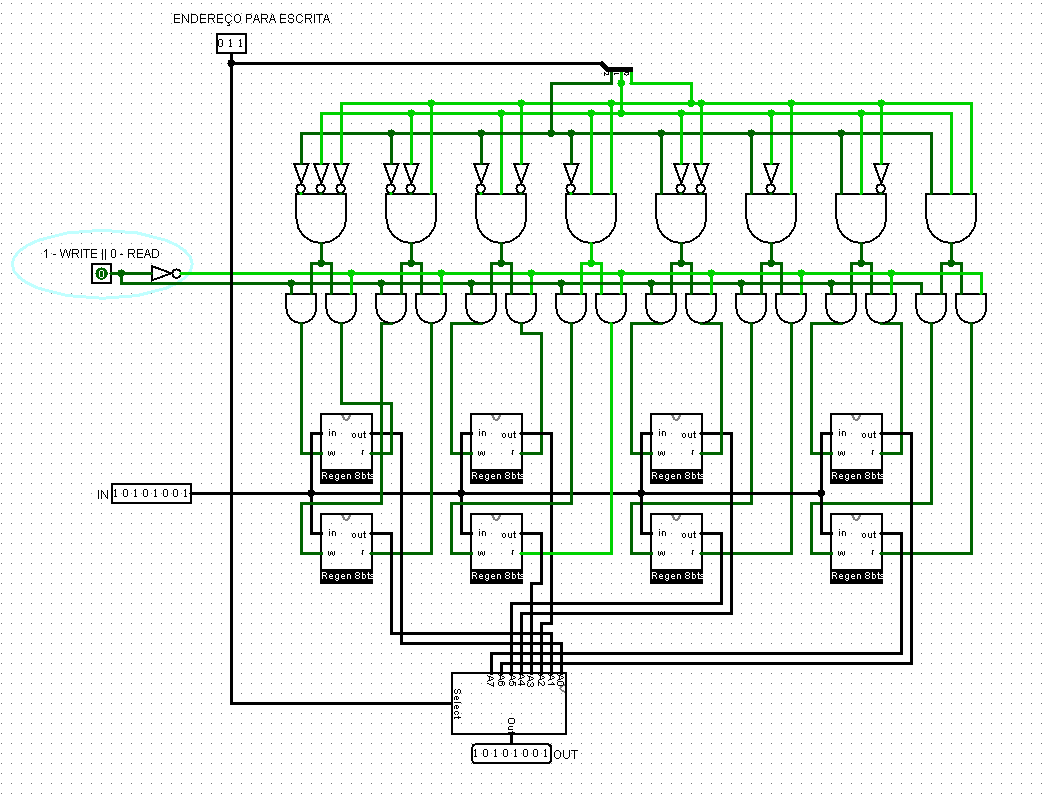 ENDEREÇO PARA ESCRITA
0 1 1
1 - WRITE || 0 - READ
0
in out in out in out in out
w r w r w r w r
Regen 8bts Regen 8bts Regen 8bts Regen 8bts
IN 1 0 1 0 1 0 0 1
in out in out in out in out
w r w r w r w r
Regen 8bts Regen 8bts Regen 8bts Regen 8bts
A7 A6 A5 A4 A3 A2 A1 A0
Select
Out
1 0 1 0 1 0 0 1 OUT